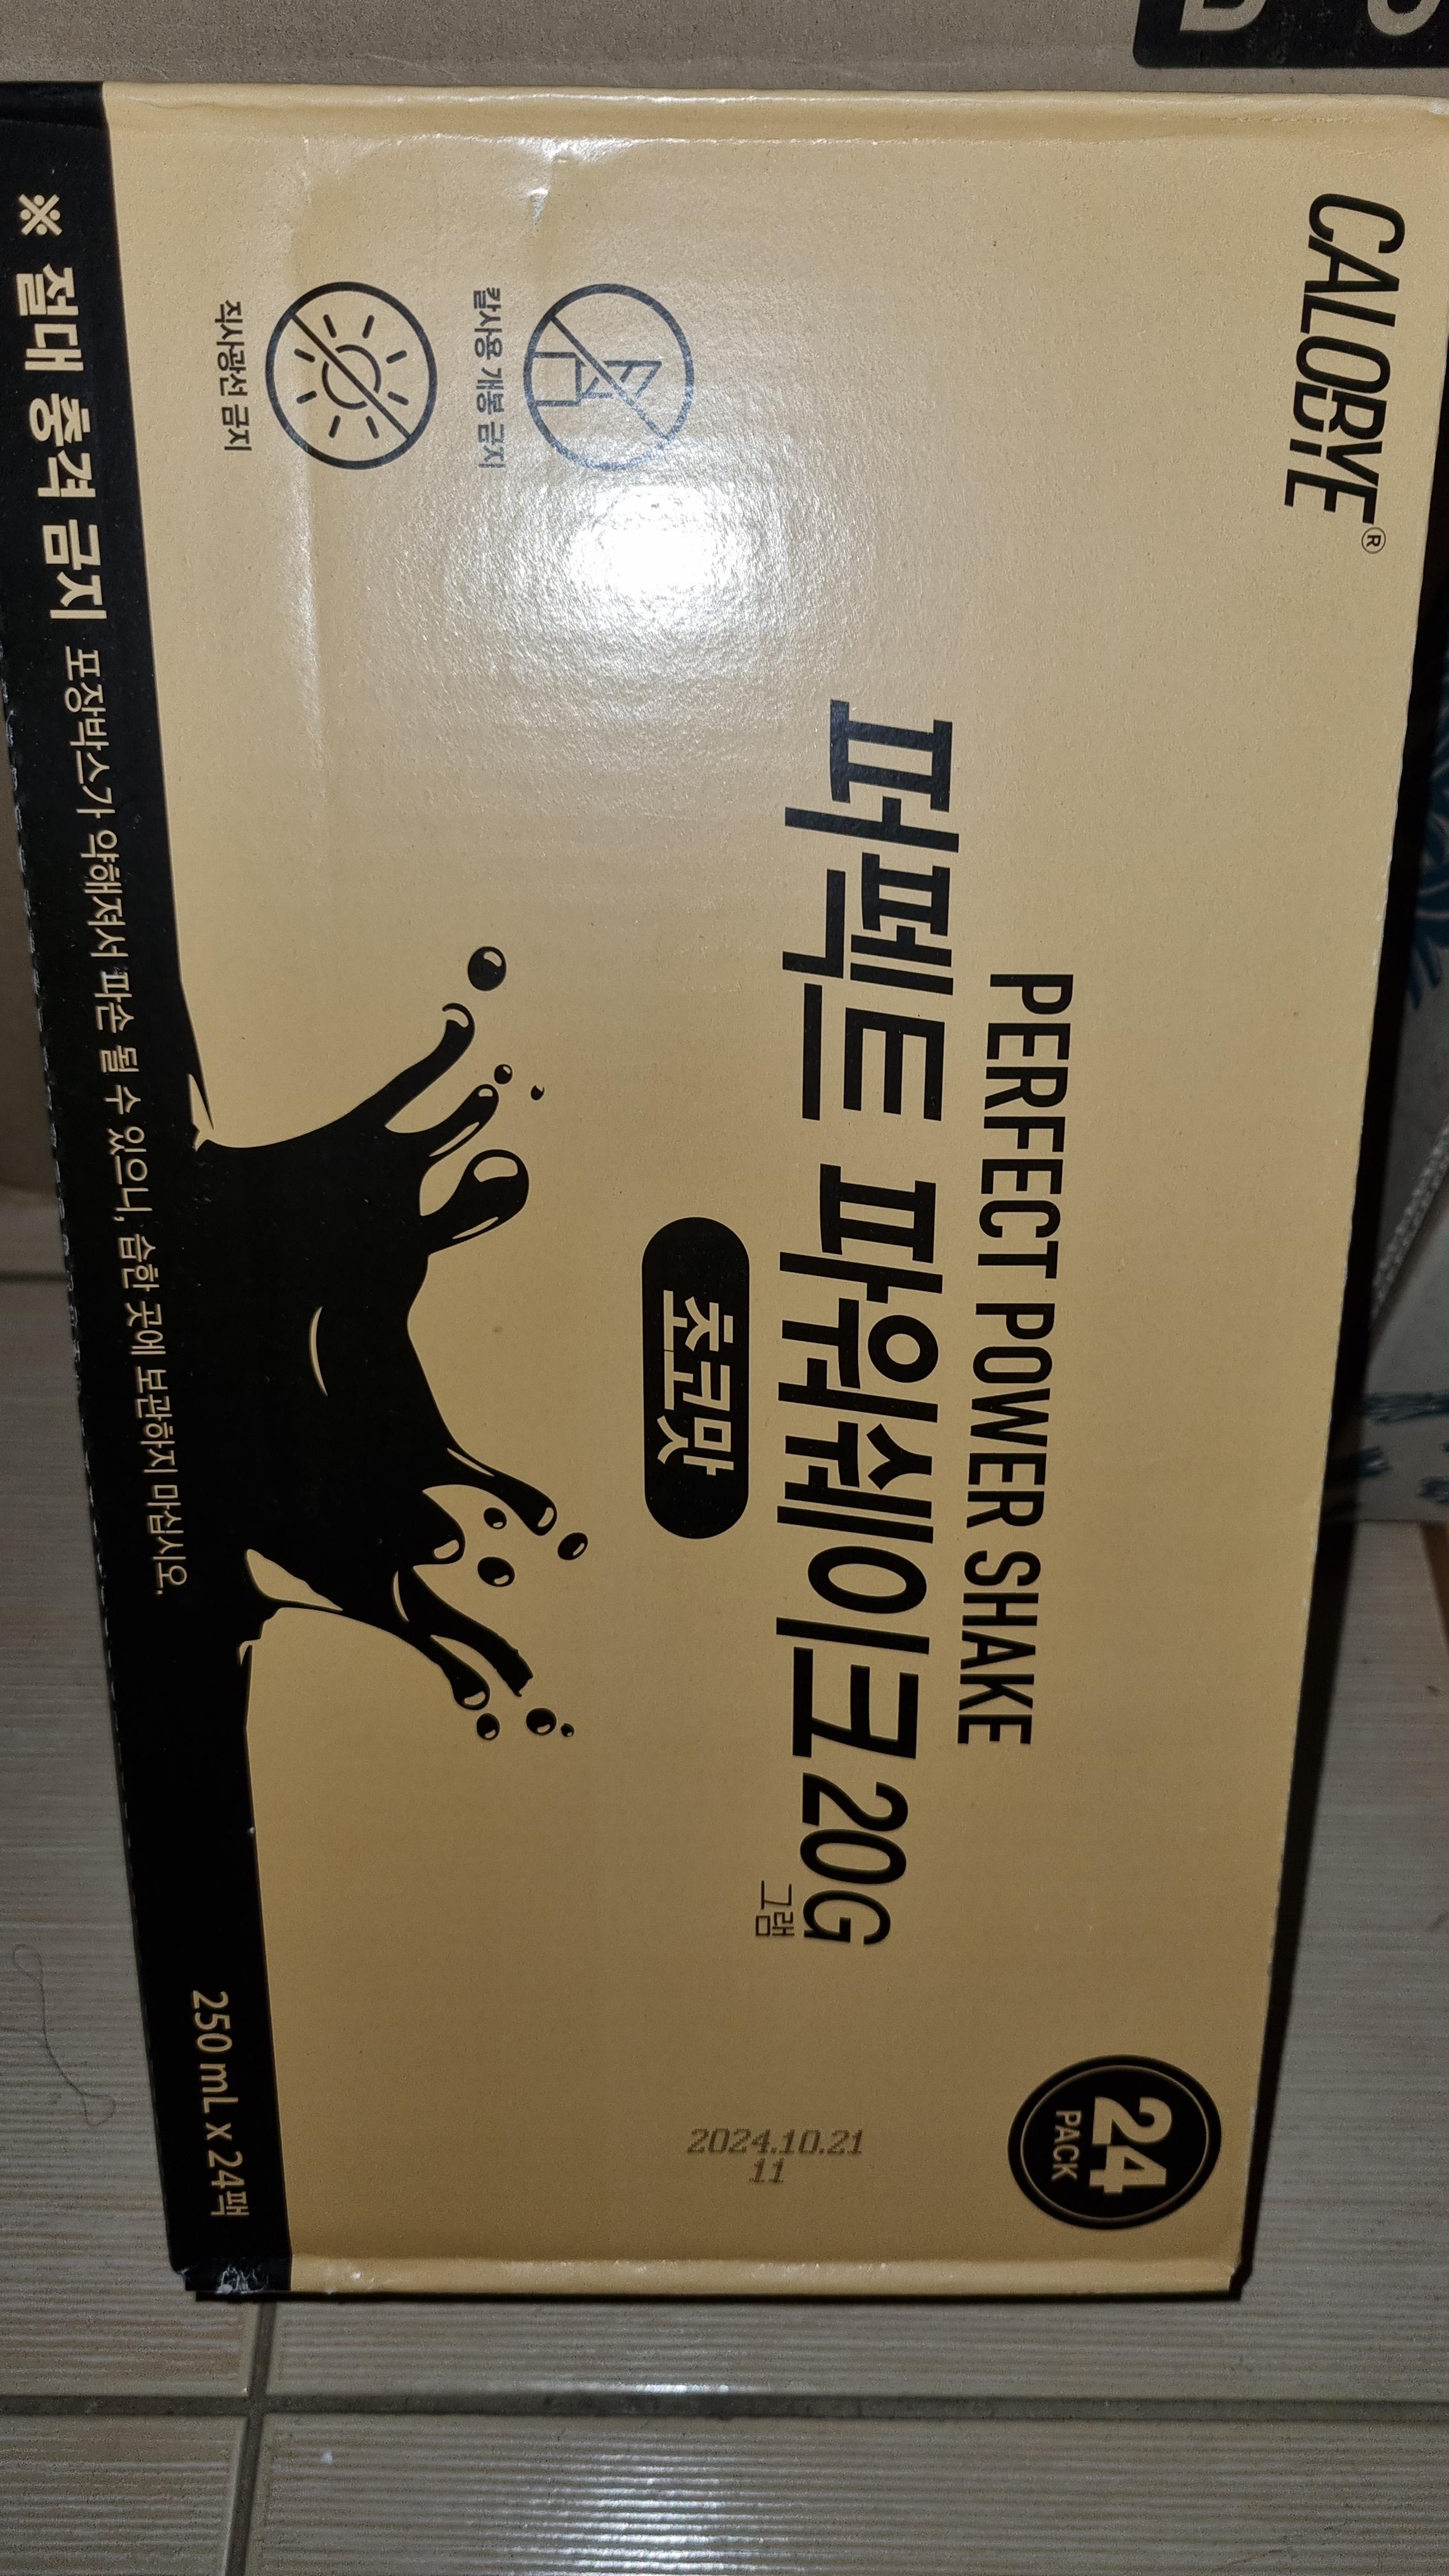 CALOBYE®
24
PACK
PERFECT POWER SHAKE
퍼펙트 파워쉐이크 20G
그램
초코맛
2024.10.21
11
칼사용 개봉 금지
직사광선 금지
※ 절대 충격 금지 포장박스가 약해져서 파손 될 수 있으니, 습한 곳에 보관하지 마십시오.
250 mL x 24팩